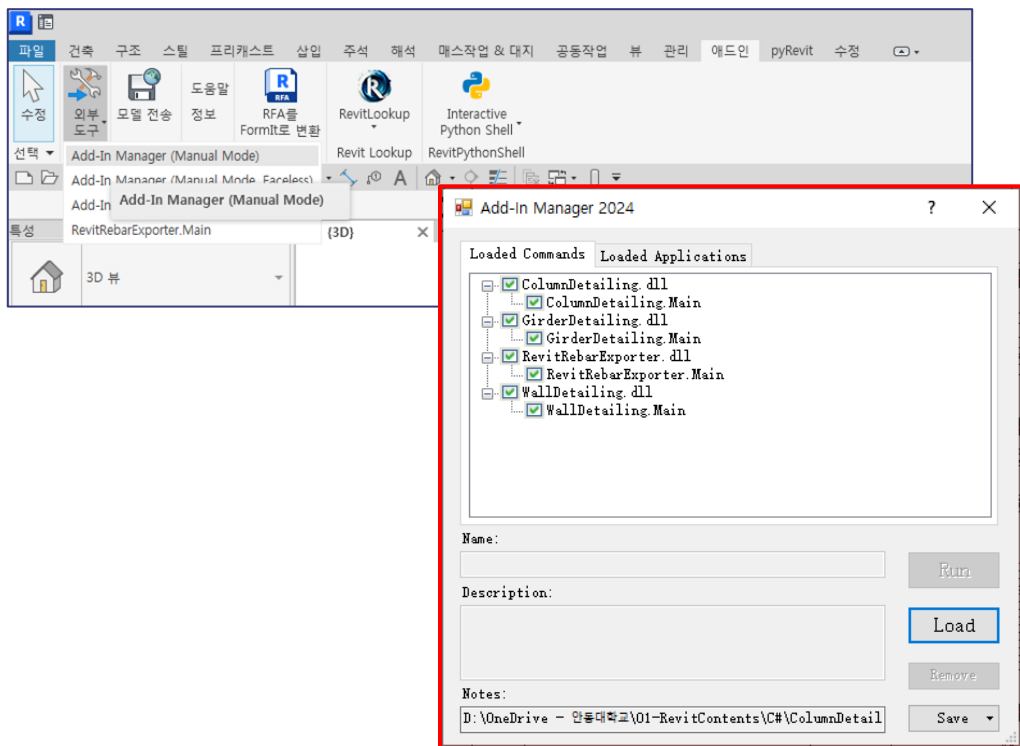 R
파일 건축 구조 스틸 프리캐스트 삽입 주석 해석 매스작업 & 대지 공동작업 뷰 관리 애드인 pyRevit 수정
수정
외부
도구
모델 전송
도움말
정보
R
RFA
RFA를
FormIt로 변환
R
RevitLookup
Interactive
Python Shell
선택
Revit Lookup
RevitPythonShell
Add-In Manager (Manual Mode)
Add-In Manager (Manual Mode, Faceless)
Add-In
Add-In Manager (Manual Mode)
RevitRebarExporter.Main
A
특성
{3D}
3D 뷰
Add-In Manager 2024
?
Loaded Commands Loaded Applications
ColumnDetailing.dll
ColumnDetailing.Main
GirderDetailing.dll
GirderDetailing.Main
RevitRebarExporter.dll
RevitRebarExporter.Main
WallDetailing.dll
WallDetailing.Main
Name:
Run
Description:
Load
Remove
Notes:
D:\OneDrive - 안동대학교\01-RevitContents\C#\ColumnDetail
Save